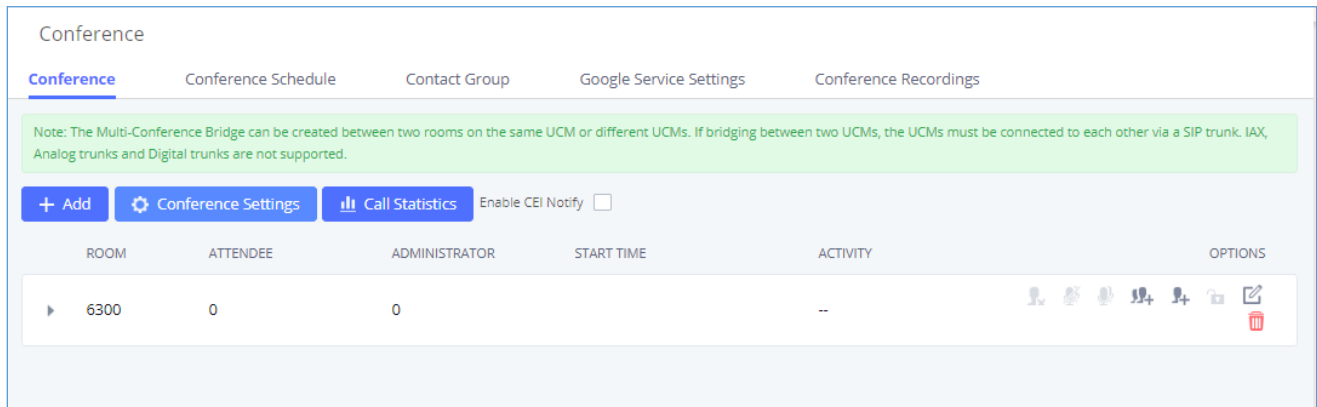 Conference
Conference Conference Schedule Contact Group Google Service Settings Conference Recordings
Note: The Multi-Conference Bridge can be created between two rooms on the same UCM or different UCMs. If bridging between two UCMs, the UCMs must be connected to each other via a SIP trunk. IAX,
Analog trunks and Digital trunks are not supported.
+ Add Conference Settings Call Statistics Enable CEI Notify
ROOM ATTENDEE ADMINISTRATOR START TIME ACTIVITY OPTIONS
6300 0 0 --